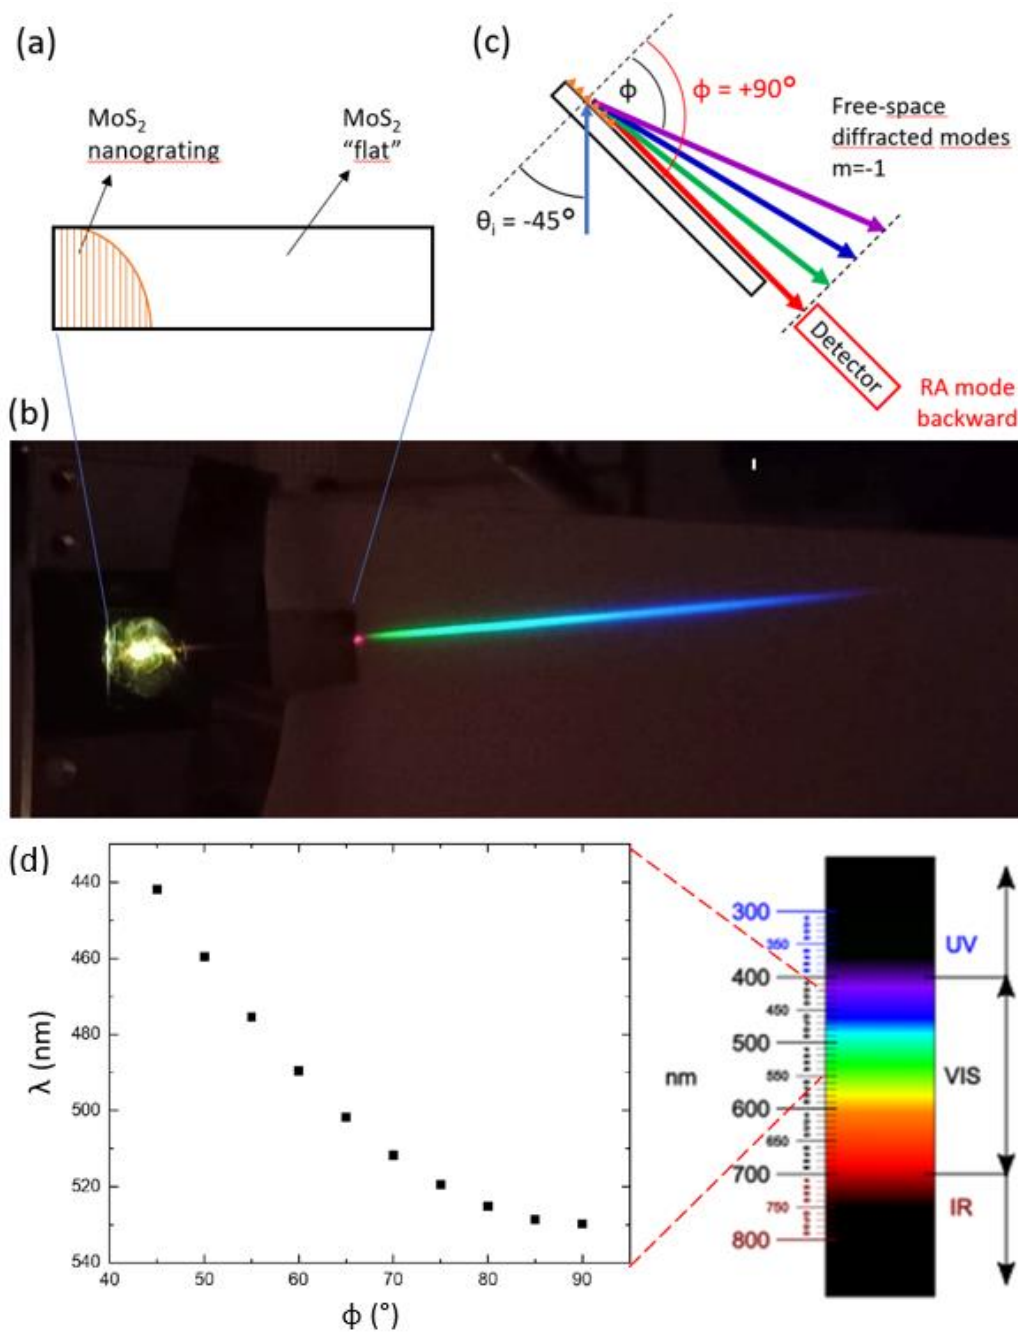 (a)
MoS2
nanograting
MoS2
“flat”
(c)
ϕ
ϕ = +90°
θi = -45°
Free-space
diffracted modes
m=-1
Detector
RA mode
backward
(b)
(d)
λ (nm)
440
460
480
500
520
540
40
50
60
70
80
90
ϕ (°)
nm
300
350
400
450
500
550
600
650
700
750
800
UV
VIS
IR